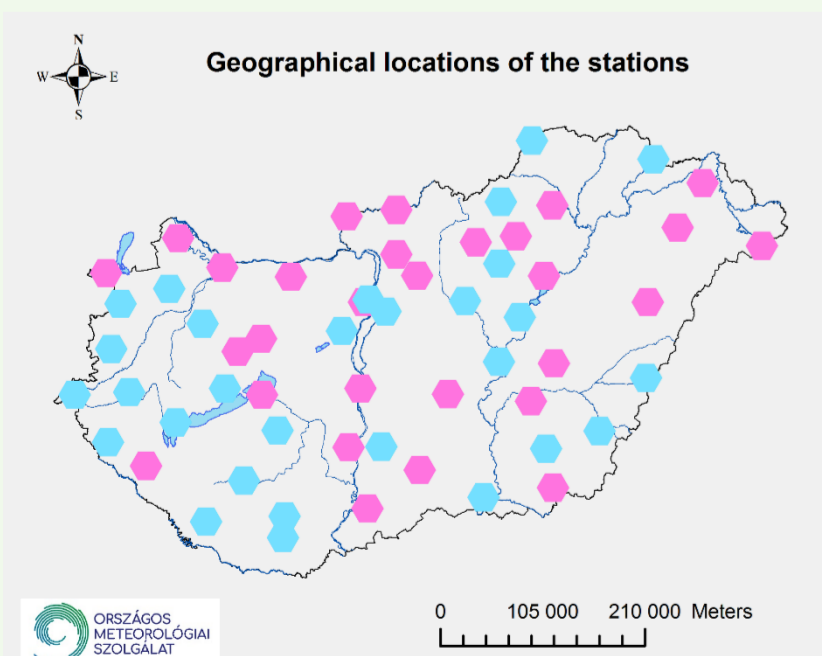 Geographical locations of the stations
N
W E
S
0 105 000 210 000 Meters
ORSZÁGOS
METEOROLÓGIAI
SZOLGÁLAT